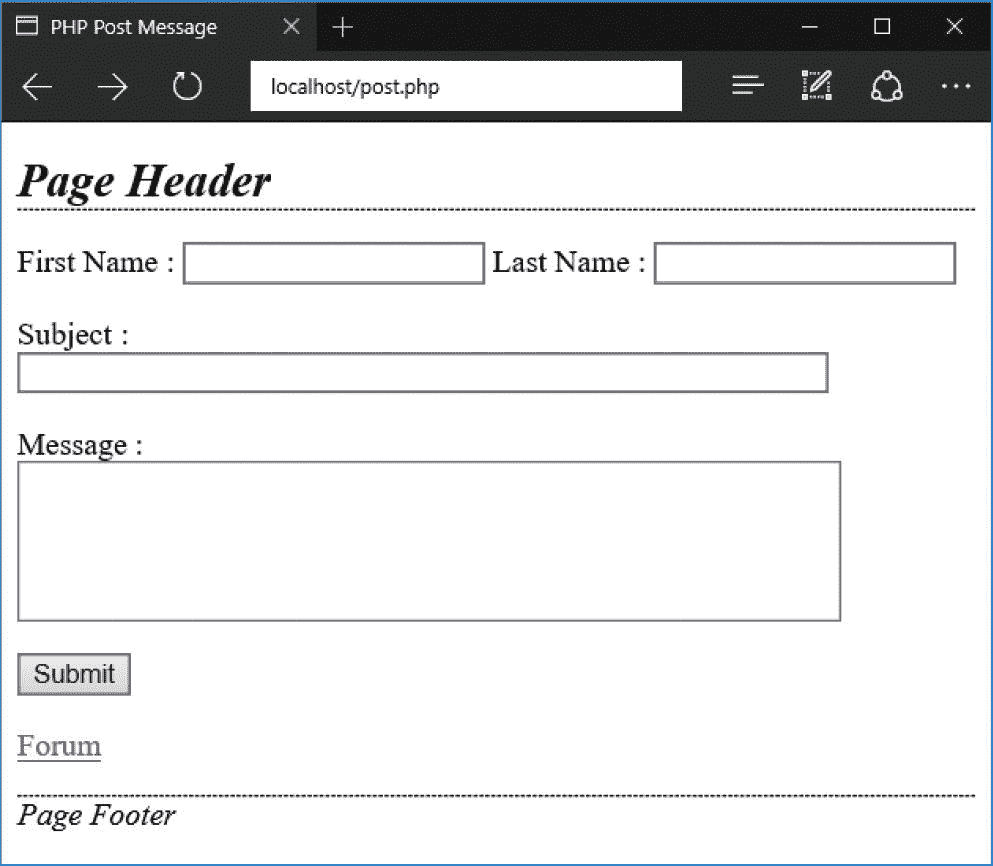 PHP Post Message
localhost/post.php
Page Header
First Name : Last Name :
Subject :
Message :
Submit
Forum
Page Footer